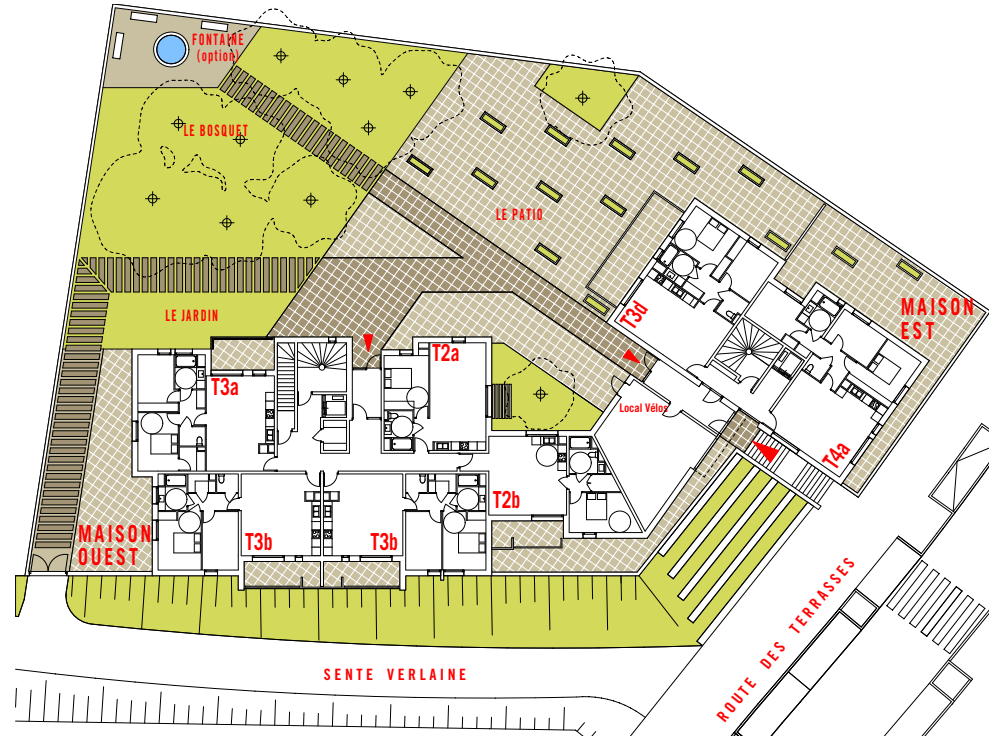 FONTAINE
(option)
LE BOSQUET
LE PATIO
LE JARDIN
MAISON
EST
T3d
T2a
T3a
Local Vélos
T4a
T2b
MAISON
OUEST
T3b
T3b
SENTE VERLAINE
ROUTE DES TERRASSES